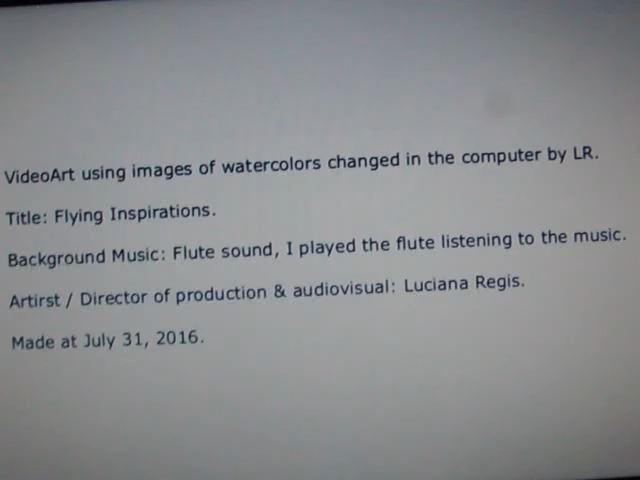 VideoArt using images of watercolors changed in the computer by LR.
Title: Flying Inspirations.
Background Music: Flute sound, I played the flute listening to the music.
Artirst / Director of production & audiovisual: Luciana Regis.
Made at July 31, 2016.